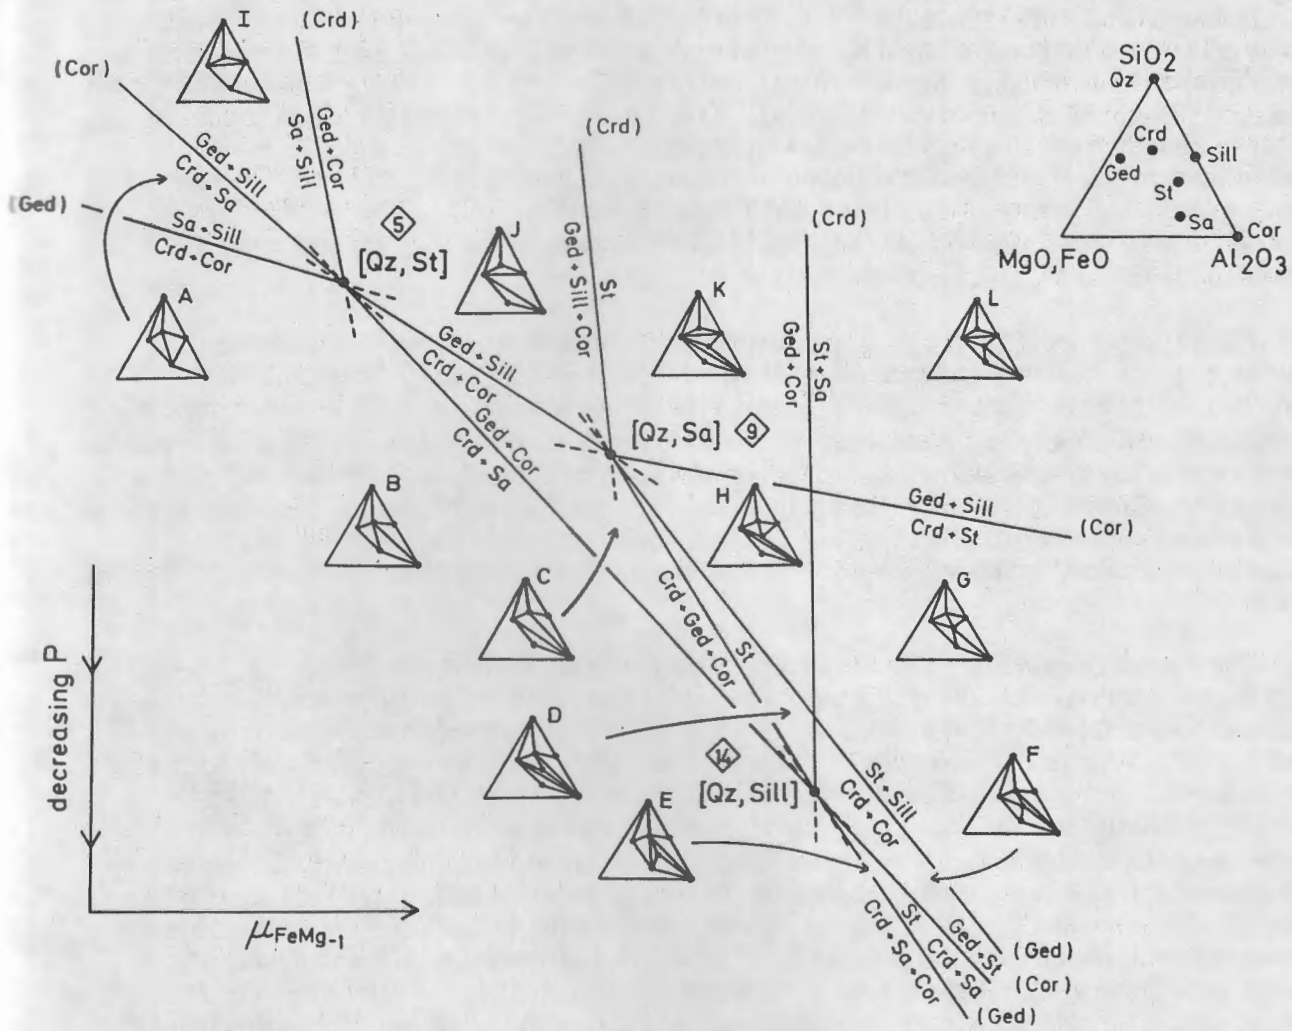 I
(Crd)
(Cor)
Ged + Sill
Crd + Sa
Ged + Cor
Sa + Sill
(Ged)
Sa + Sill
Crd + Cor
5
[Qz, St]
A
J
(Crd)
Ged + Sill + Cor
St
Ged + Sill
Crd + Cor
Ged + Cor
Crd + Sa
K
[Qz, Sa]
9
(Crd)
Ged + Cor
St + Sa
L
SiO2
Qz
Crd
Ged
Sill
St
Sa
Cor
MgO,FeO
Al2O3
B
C
H
Ged + Sill
Crd + St
(Cor)
G
St
Crd + Ged + Cor
decreasing P
D
14
[Qz, Sill]
E
F
St + Sill
Crd + Cor
St
Crd + Sa + Cor
Ged + St
Crd + Sa
(Ged)
(Cor)
(Ged)
μFeMg-1